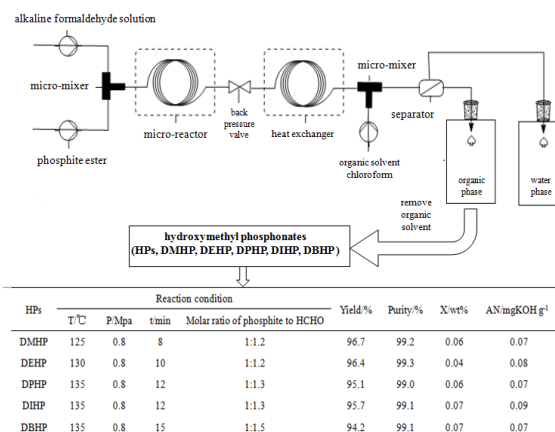 alkaline formaldehyde solution
micro-mixer
phosphite ester
micro-reactor
back
pressure
valve
heat exchanger
micro-mixer
organic solvent
chloroform
separator
organic
phase
water
phase
remove
organic
solvent
hydroxymethyl phosphonates
(HPs, DMHP, DEHP, DPHP, DIHP, DBHP )
HPs Reaction condition Yield/% Purity/% X/wt% AN/mgKOH g-1
T/℃ P/Mpa t/min Molar ratio of phosphite to HCHO
DMHP 125 0.8 8 1:1.2 96.7 99.2 0.06 0.07
DEHP 130 0.8 10 1:1.2 96.4 99.3 0.04 0.08
DPHP 135 0.8 12 1:1.3 95.1 99.0 0.06 0.07
DIHP 135 0.8 12 1:1.3 95.7 99.1 0.07 0.09
DBHP 135 0.8 15 1:1.5 94.2 99.1 0.07 0.07